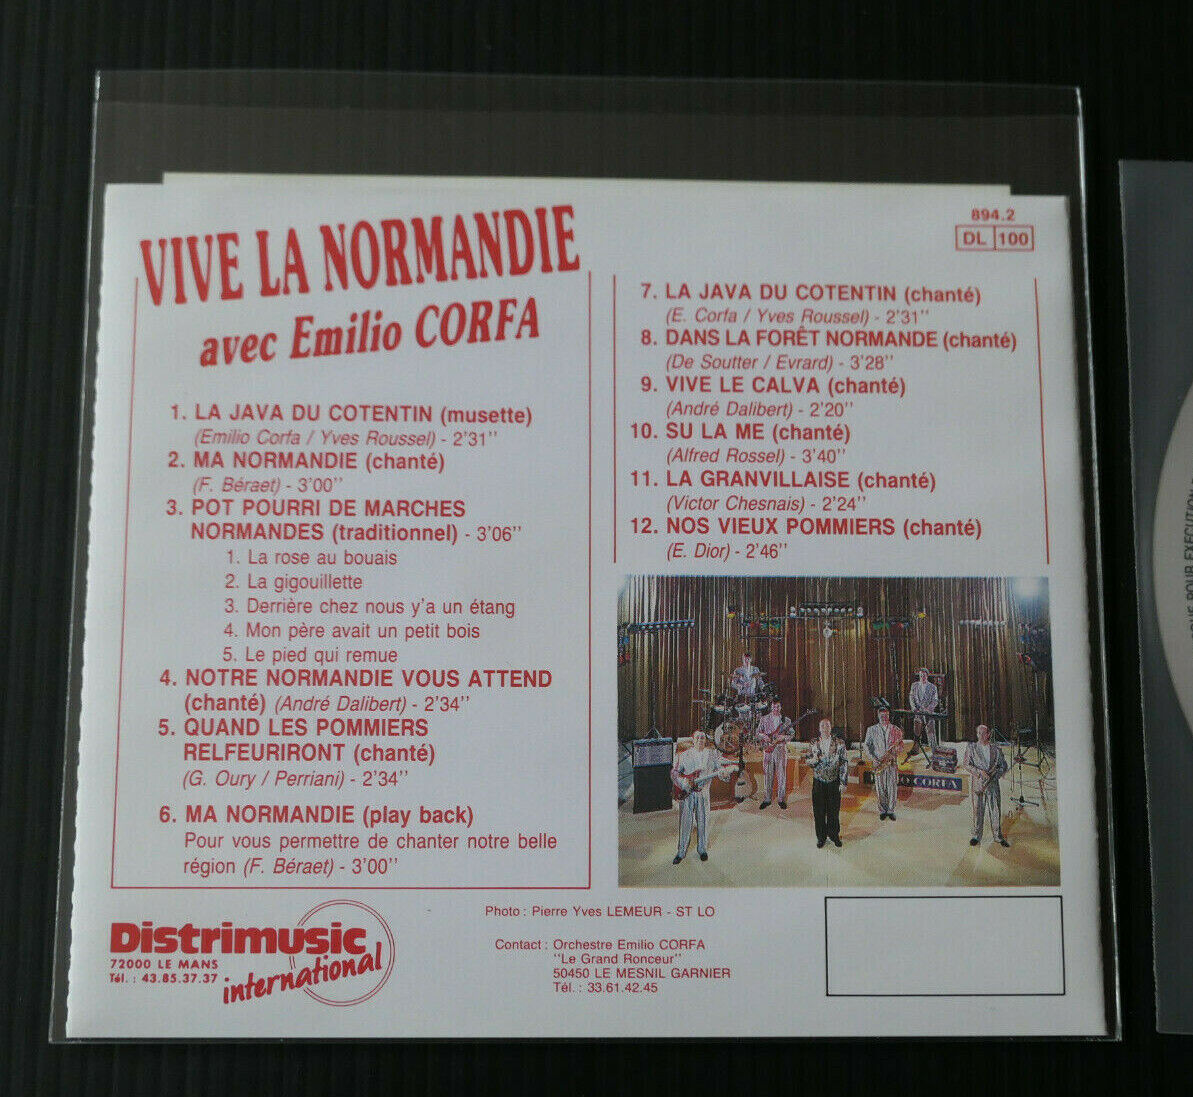 VIVE LA NORMANDIE
avec Emilio CORFA
1. LA JAVA DU COTENTIN (musette)
(Emilio Corfa / Yves Roussel) - 2'31''
2. MA NORMANDIE (chanté)
(F. Béraet) - 3'00''
3. POT POURRI DE MARCHES
NORMANDES (traditionnel) - 3'06''
1. La rose au bouais
2. La gigouillette
3. Derrière chez nous y'a un étang
4. Mon père avait un petit bois
5. Le pied qui remue
4. NOTRE NORMANDIE VOUS ATTEND
(chanté) (André Dalibert) - 2'34''
5. QUAND LES POMMIERS
RELFEURIRONT (chanté)
(G. Oury / Perriani) - 2'34''
6. MA NORMANDIE (play back)
Pour vous permettre de chanter notre belle
région (F. Béraet) - 3'00''
894.2
DL 100
7. LA JAVA DU COTENTIN (chanté)
(E. Corfa / Yves Roussel) - 2'31''
8. DANS LA FORÊT NORMANDE (chanté)
(De Soutter / Evrard) - 3'28''
9. VIVE LE CALVA (chanté)
(André Dalibert) - 2'20''
10. SU LA ME (chanté)
(Alfred Rossel) - 3'40''
11. LA GRANVILLAISE (chanté)
(Victor Chesnais) - 2'24''
12. NOS VIEUX POMMIERS (chanté)
(E. Dior) - 2'46''
CORFA
Distrimusic
international
72000 LE MANS
Tél. : 43.85.37.37
Photo : Pierre Yves LEMEUR - ST LO
Contact : Orchestre Emilio CORFA
"Le Grand Ronceur"
50450 LE MESNIL GARNIER
Tél. : 33.61.42.45
POUR EXECUTION